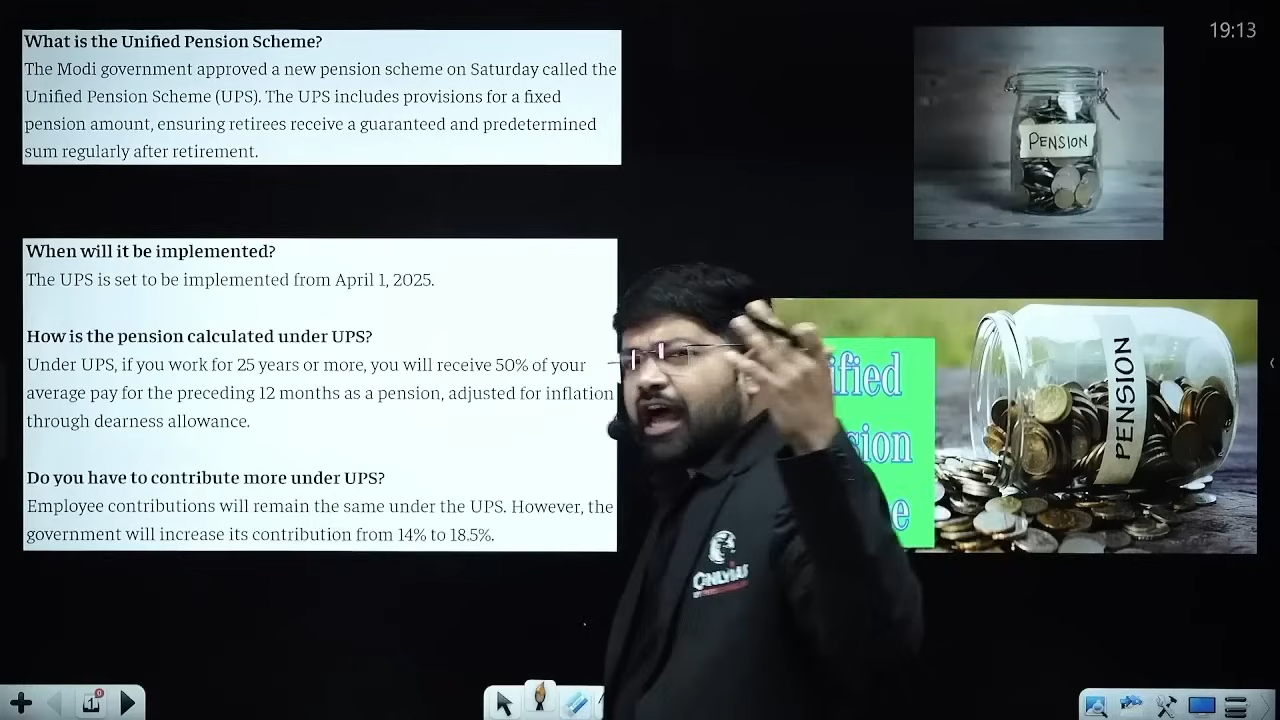 What is the Unified Pension Scheme?
The Modi government approved a new pension scheme on Saturday called the
Unified Pension Scheme (UPS). The UPS includes provisions for a fixed
pension amount, ensuring retirees receive a guaranteed and predetermined
sum regularly after retirement.
19:13
PENSION
When will it be implemented?
The UPS is set to be implemented from April 1, 2025.
How is the pension calculated under UPS?
Under UPS, if you work for 25 years or more, you will receive 50% of your
average pay for the preceding 12 months as a pension, adjusted for inflation
through dearness allowance.
Do you have to contribute more under UPS?
Employee contributions will remain the same under the UPS. However, the
government will increase its contribution from 14% to 18.5%.
ified
sion
e
PENSION
ONLYIAS
1